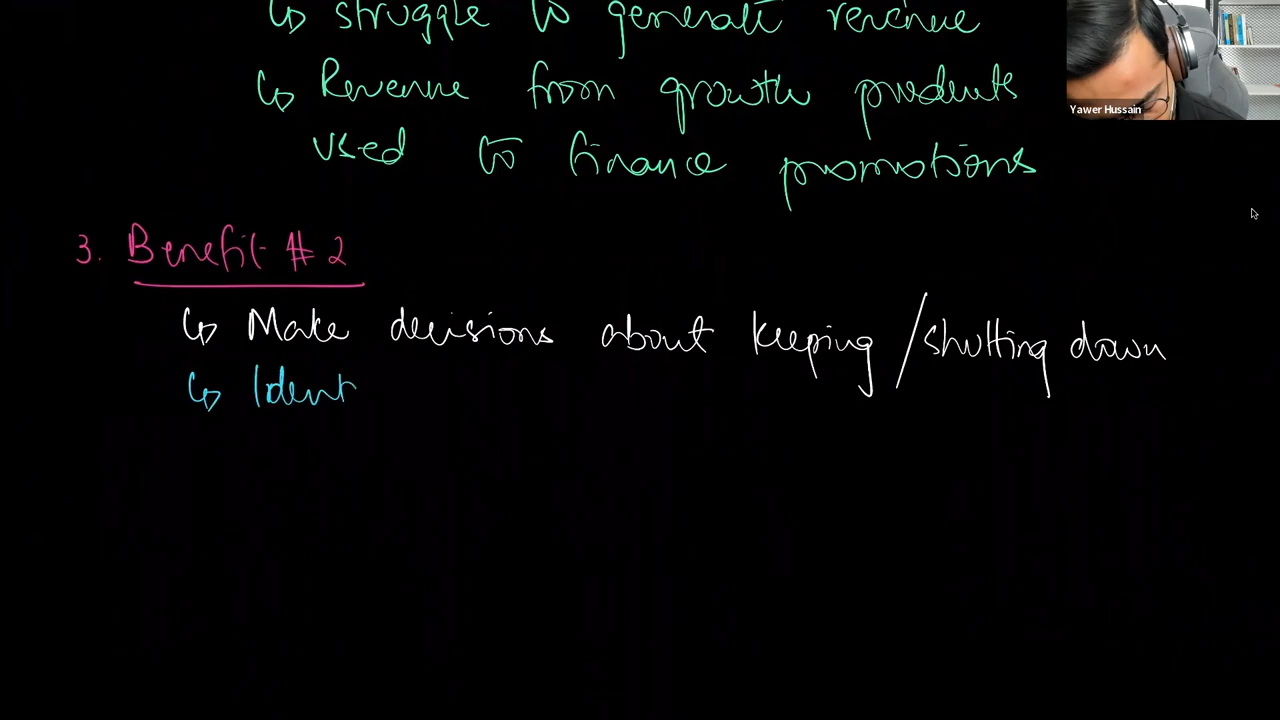 ↳ struggle to generate revenue
↳ Revenue from growth products
used to finance promotions
Yawer Hussain
3. Benefit #2
↳ Make decisions about keeping/shutting down
↳ Ident